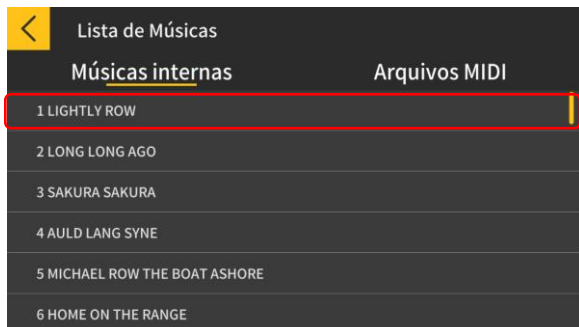 Lista de Músicas
Músicas internas Arquivos MIDI
1 LIGHTLY ROW
2 LONG LONG AGO
3 SAKURA SAKURA
4 AULD LANG SYNE
5 MICHAEL ROW THE BOAT ASHORE
6 HOME ON THE RANGE